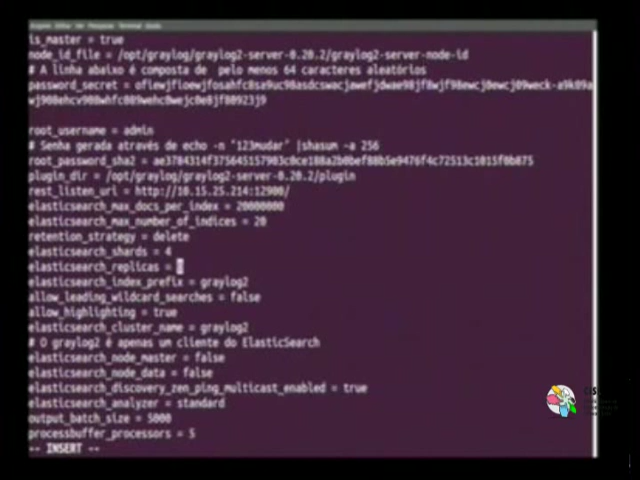 is_master = true
node_id_file = /opt/graylog/graylog2-server-0.20.2/graylog2-server-node-id
# A linha abaixo é composta de  pelo menos 64 caracteres aleatórios
password_secret =
root_username = admin
# Senha gerada através de echo -n "123mudar" |shasum -a 256
root_password_sha2 =
plugin_dir = /opt/graylog/graylog2-server-0.20.2/plugin
rest_listen_uri = http://10.15.25.214:12900/
elasticsearch_max_docs_per_index = 20000000
elasticsearch_max_number_of_indices = 20
retention_strategy = delete
elasticsearch_shards = 4
elasticsearch_replicas =
elasticsearch_index_prefix = graylog2
allow_leading_wildcard_searches = false
allow_highlighting = true
elasticsearch_cluster_name = graylog2
# O graylog2 é apenas um cliente do ElasticSearch
elasticsearch_node_master = false
elasticsearch_node_data = false
elasticsearch_discovery_zen_ping_multicast_enabled = true
elasticsearch_analyzer = standard
output_batch_size = 5000
processbuffer_processors = 5
-- INSERT --